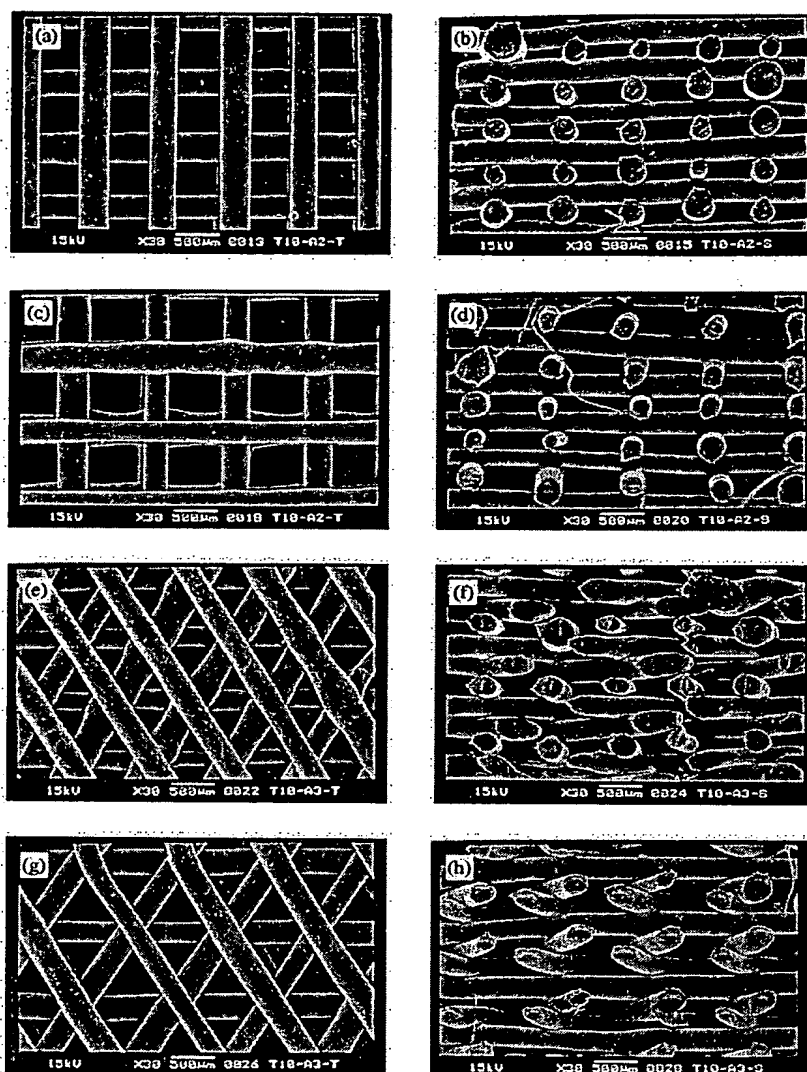 (a)
15kV X30 500µm 0013 T10-A2-T
(b)
15kV X30 500µm 0015 T10-A2-S
(c)
15kV X30 500µm 0018 T10-A2-T
(d)
15kV X30 500µm 0020 T10-A2-S
(e)
15kV X30 500µm 0022 T10-A3-T
(f)
15kV X30 500µm 0024 T10-A3-S
(g)
15kV X30 500µm 0026 T10-A3-T
(h)
15kV X30 500µm 0028 T10-A3-S